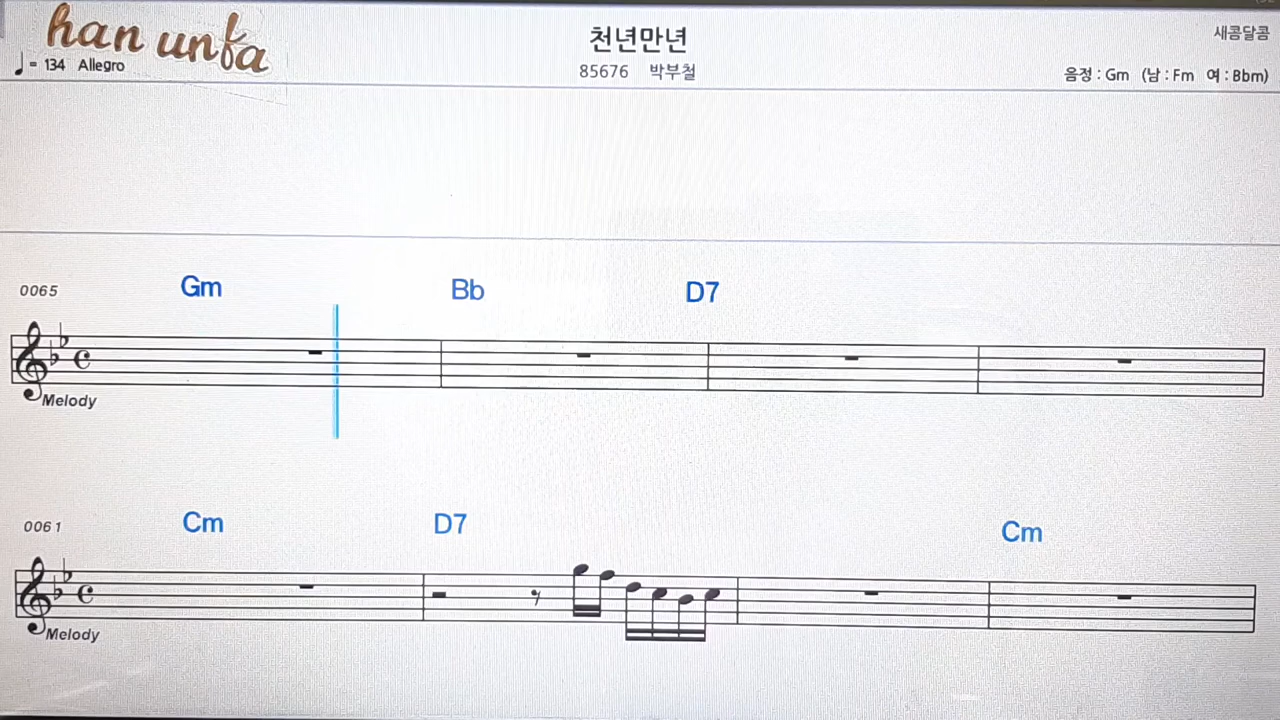 han unfa
♩= 134 Allegro
천년만년
85676 박부철
새콤달콤
음정 : Gm (남 : Fm 여 : Bbm)
0065 Gm Bb D7
Melody
0061 Cm D7 Cm
Melody